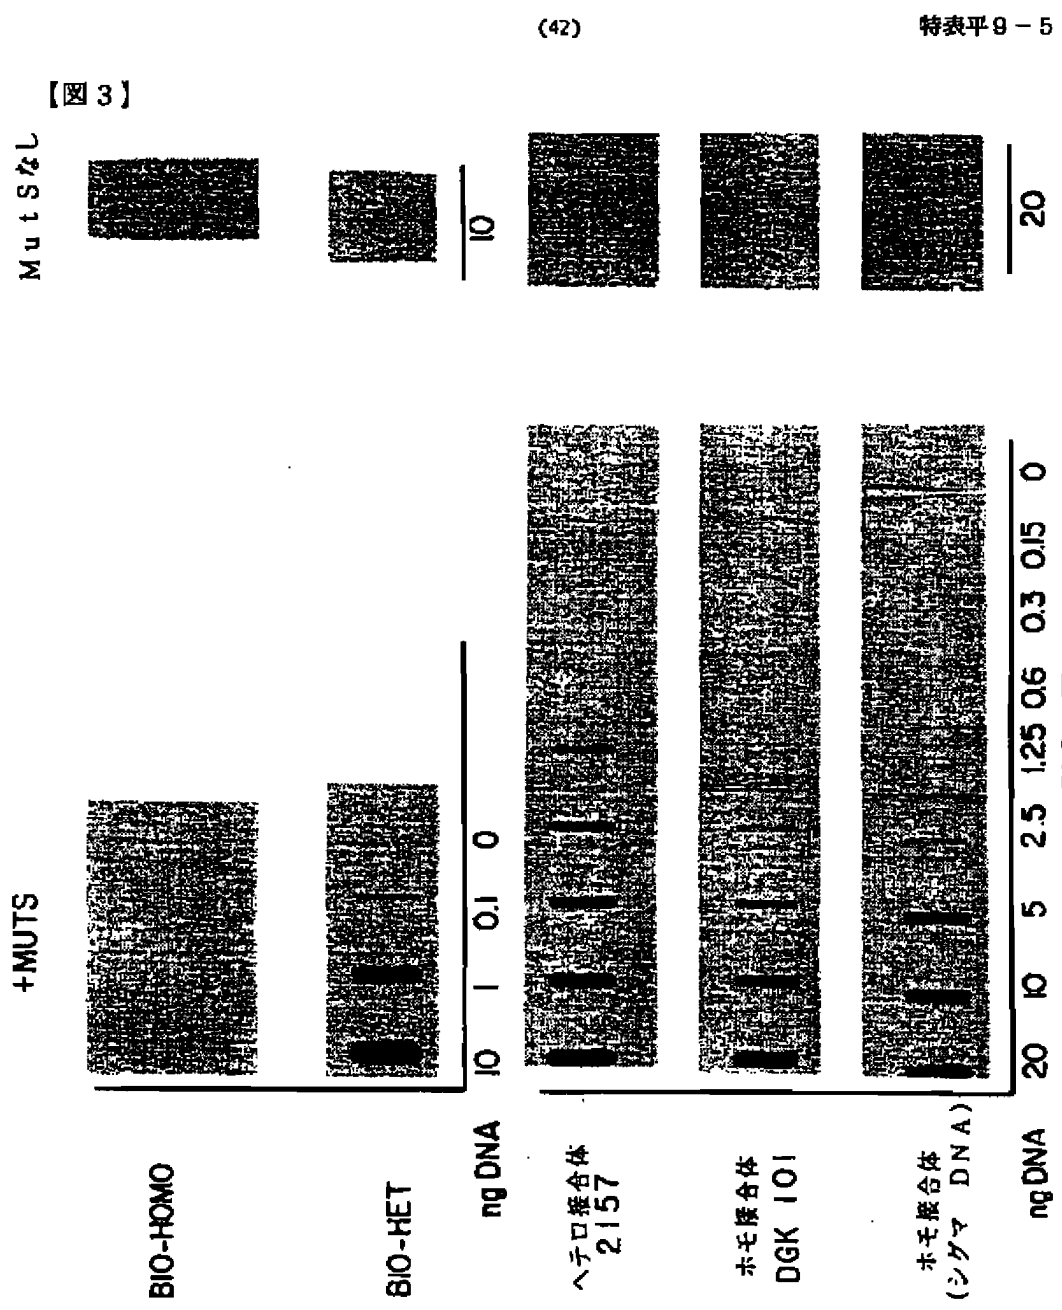 (42)
特表平9-5
【図3】
+MUTS
MutSなし
BIO-HOMO
BIO-HET
ng DNA
10 1 0.1 0
10
ヘテロ接合体
2157
ホモ接合体
DGK 101
ホモ接合体
(シグマ DNA)
ng DNA
20 10 5 2.5 1.25 0.6 0.3 0.15 0
20